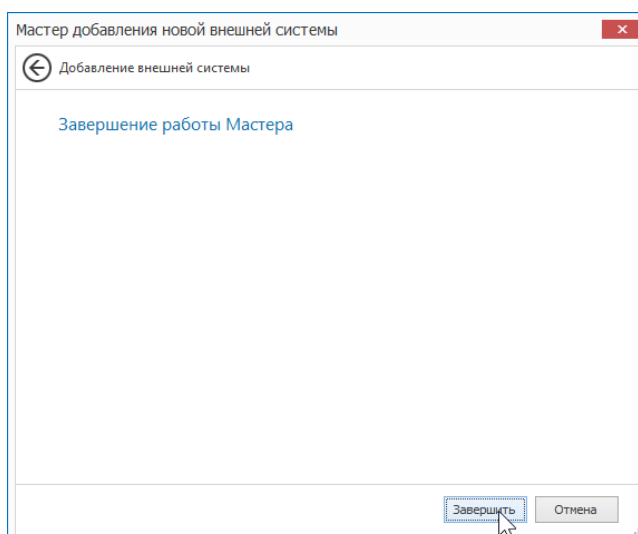 Мастер добавления новой внешней системы
Добавление внешней системы
Завершение работы Мастера
Завершить Отмена